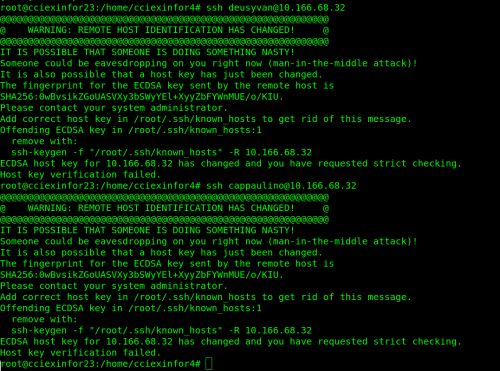 root@cciexinfor23:/home/cciexinfor4# ssh deusyvan@10.166.68.32
@@@@@@@@@@@@@@@@@@@@@@@@@@@@@@@@@@@@@@@@@@@@@@@@@@@@@@@@@@@
@    WARNING: REMOTE HOST IDENTIFICATION HAS CHANGED!     @
@@@@@@@@@@@@@@@@@@@@@@@@@@@@@@@@@@@@@@@@@@@@@@@@@@@@@@@@@@@
IT IS POSSIBLE THAT SOMEONE IS DOING SOMETHING NASTY!
Someone could be eavesdropping on you right now (man-in-the-middle attack)!
It is also possible that a host key has just been changed.
The fingerprint for the ECDSA key sent by the remote host is
SHA256:0wBvsikZGoUASVXy3bSWyYEl+XyyZbFYWnMUE/o/KIU.
Please contact your system administrator.
Add correct host key in /root/.ssh/known_hosts to get rid of this message.
Offending ECDSA key in /root/.ssh/known_hosts:1
  remove with:
  ssh-keygen -f "/root/.ssh/known_hosts" -R 10.166.68.32
ECDSA host key for 10.166.68.32 has changed and you have requested strict checking.
Host key verification failed.
root@cciexinfor23:/home/cciexinfor4# ssh cappaulino@10.166.68.32
@@@@@@@@@@@@@@@@@@@@@@@@@@@@@@@@@@@@@@@@@@@@@@@@@@@@@@@@@@@
@    WARNING: REMOTE HOST IDENTIFICATION HAS CHANGED!     @
@@@@@@@@@@@@@@@@@@@@@@@@@@@@@@@@@@@@@@@@@@@@@@@@@@@@@@@@@@@
IT IS POSSIBLE THAT SOMEONE IS DOING SOMETHING NASTY!
Someone could be eavesdropping on you right now (man-in-the-middle attack)!
It is also possible that a host key has just been changed.
The fingerprint for the ECDSA key sent by the remote host is
SHA256:0wBvsikZGoUASVXy3bSWyYEl+XyyZbFYWnMUE/o/KIU.
Please contact your system administrator.
Add correct host key in /root/.ssh/known_hosts to get rid of this message.
Offending ECDSA key in /root/.ssh/known_hosts:1
  remove with:
  ssh-keygen -f "/root/.ssh/known_hosts" -R 10.166.68.32
ECDSA host key for 10.166.68.32 has changed and you have requested strict checking.
Host key verification failed.
root@cciexinfor23:/home/cciexinfor4#